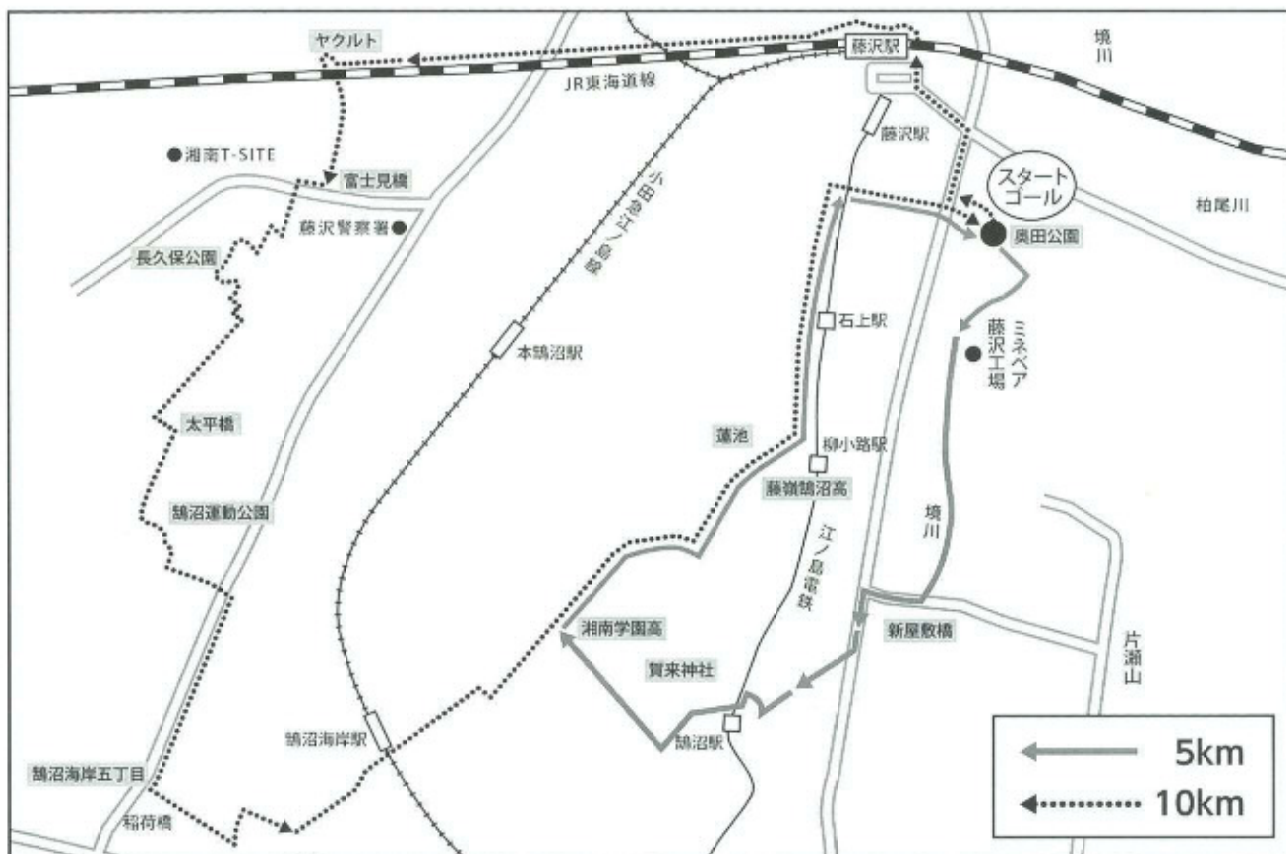 ヤクルト
藤沢駅
境川
JR東海道線
藤沢駅
湘南T-SITE
富士見橋
スタート
ゴール
柏尾川
藤沢警察署
奥田公園
長久保公園
小田急江ノ島線
石上駅
ミネベア
藤沢工場
本鵠沼駅
太平橋
蓮池
柳小路駅
藤嶺鵠沼高
鵠沼運動公園
境川
江ノ島電鉄
湘南学園高
新屋敷橋
片瀬山
賀来神社
鵠沼駅
鵠沼海岸駅
鵠沼海岸五丁目
稲荷橋
5km
10km